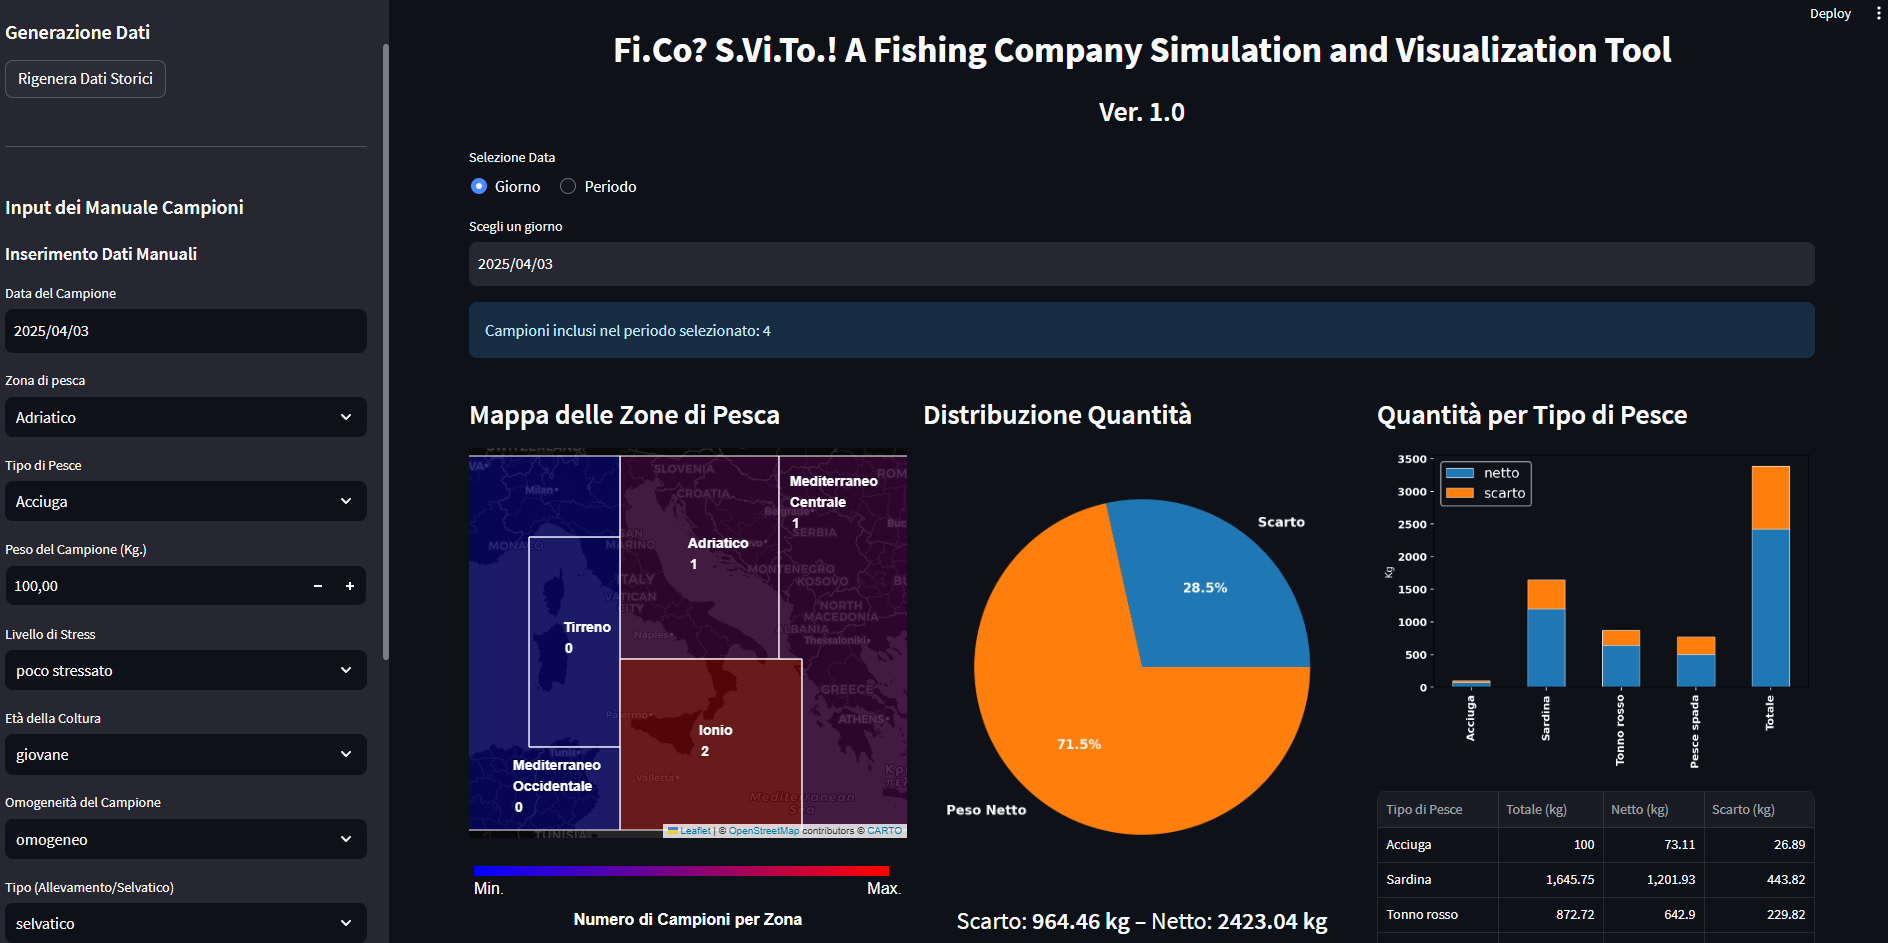 Generazione Dati
Rigenera Dati Storici
Input dei Manuale Campioni
Inserimento Dati Manuali
Data del Campione
2025/04/03
Zona di pesca
Adriatico
Tipo di Pesce
Acciuga
Peso del Campione (Kg.)
100,00
Livello di Stress
poco stressato
Età della Coltura
giovane
Omogeneità del Campione
omogeneo
Tipo (Allevamento/Selvatico)
selvatico
Deploy
Fi.Co? S.Vi.To.! A Fishing Company Simulation and Visualization Tool
Ver. 1.0
Selezione Data
Giorno
Periodo
Scegli un giorno
2025/04/03
Campioni inclusi nel periodo selezionato: 4
Mappa delle Zone di Pesca
Milan
SLOVENIA
CROATIA
SERBIA
MONACO
SAN MARINO
ITALY
VATICAN CITY
MONTENEGRO
KOSOVO
NORTH MACEDONIA
ALBANIA
Thessaloniki
Naples
GREECE
ATHENS
Palermo
Tunis
Valletta
Mediterranean Sea
TUNISIA
Mediterraneo
Centrale
1
Adriatico
1
Tirreno
0
Ionio
2
Mediterraneo
Occidentale
0
Leaflet | © OpenStreetMap contributors © CARTO
Min.
Max.
Numero di Campioni per Zona
Distribuzione Quantità
Scarto
28.5%
71.5%
Peso Netto
Scarto: 964.46 kg – Netto: 2423.04 kg
Quantità per Tipo di Pesce
netto
scarto
3500
3000
2500
2000
1500
1000
500
0
Kg
Acciuga
Sardina
Tonno rosso
Pesce spada
Totale
Tipo di Pesce Totale (kg) Netto (kg) Scarto (kg)
Acciuga 100 73.11 26.89
Sardina 1,645.75 1,201.93 443.82
Tonno rosso 872.72 642.9 229.82